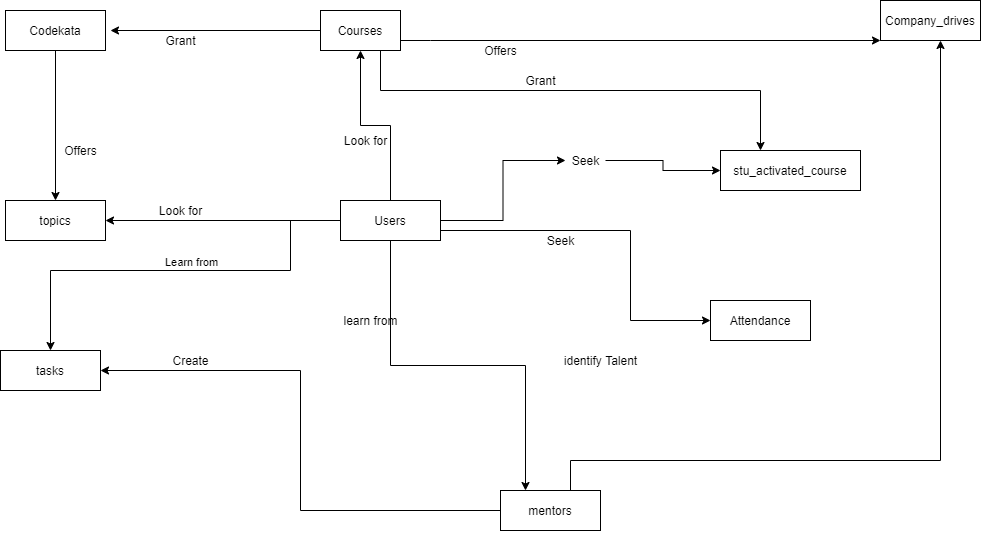 Codekata
Courses
Company_drives
Grant
Offers
Grant
Look for
Offers
Seek
stu_activated_course
topics
Look for
Users
Seek
Learn from
learn from
Attendance
identify Talent
tasks
Create
mentors